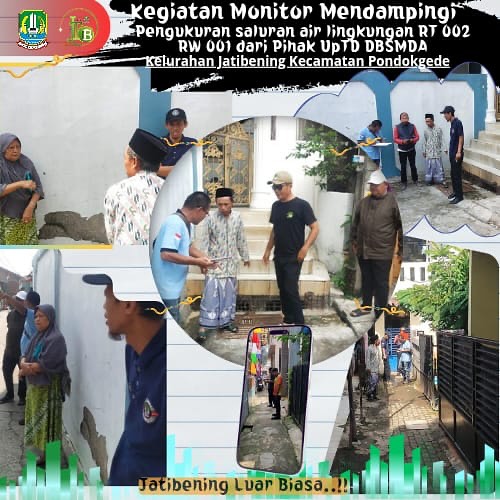 Kegiatan Monitor Mendampingi
Pengukuran saluran air lingkungan RT 002
RW 001 dari Pihak UpTD DBSMDA
Kelurahan Jatibening Kecamatan Pondokgede
Jatibening Luar Biasa..!!